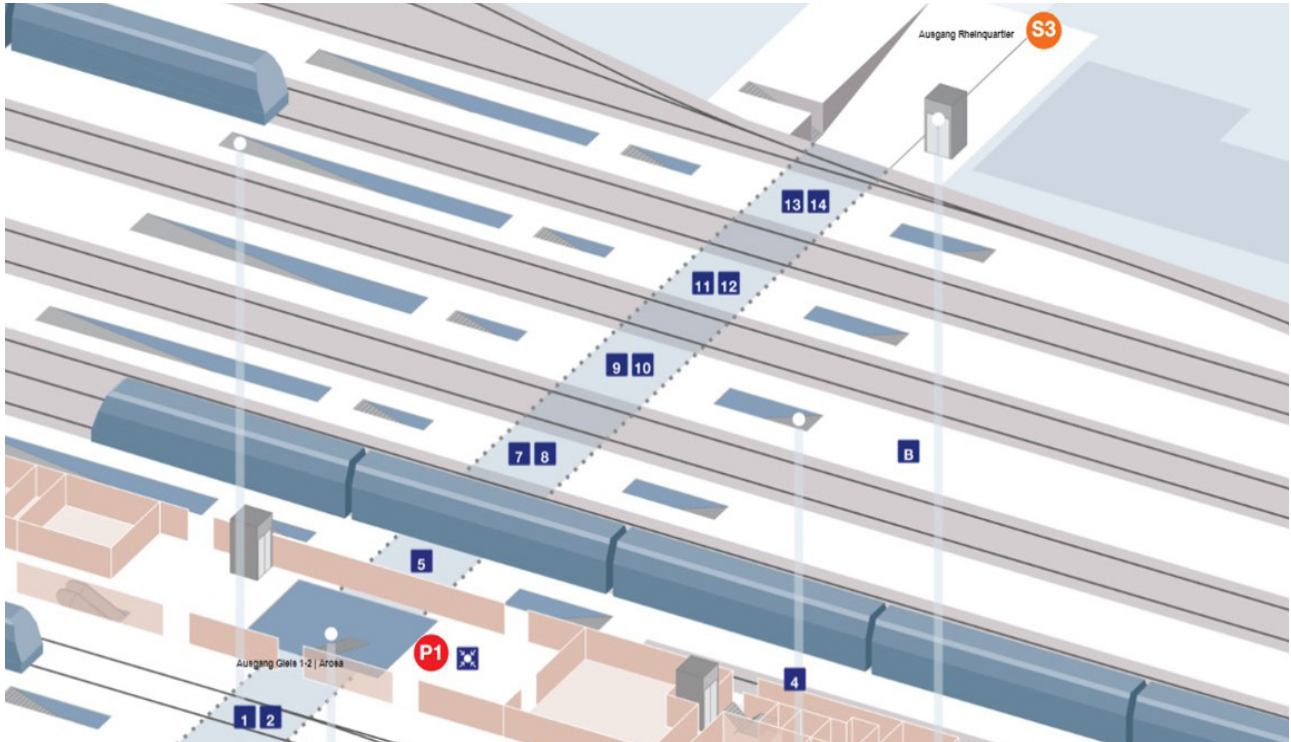 Ausgang Rheinquartier
S3
13 14
11 12
9 10
7 8
B
5
P1
Ausgang Gleis 1-2 | Arosa
4
1 2